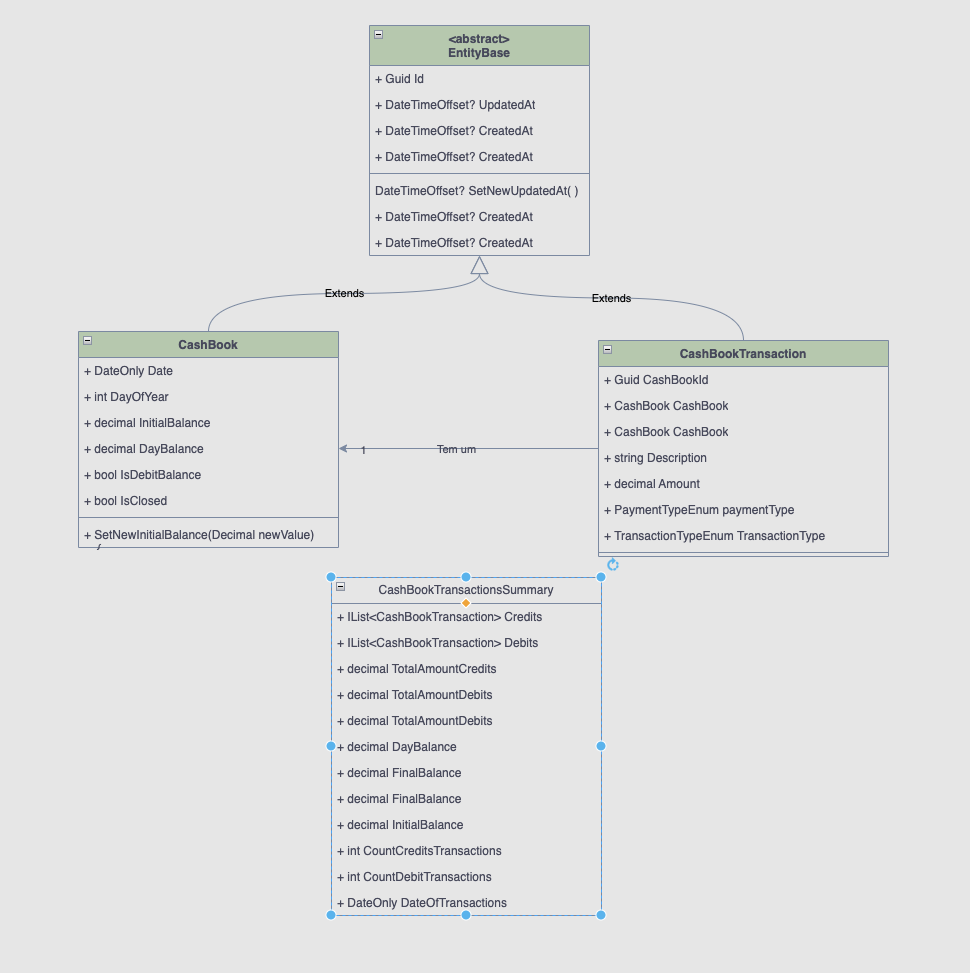 <abstract>
EntityBase
+ Guid Id
+ DateTimeOffset? UpdatedAt
+ DateTimeOffset? CreatedAt
+ DateTimeOffset? CreatedAt
DateTimeOffset? SetNewUpdatedAt( )
+ DateTimeOffset? CreatedAt
+ DateTimeOffset? CreatedAt
Extends
Extends
CashBook
+ DateOnly Date
+ int DayOfYear
+ decimal InitialBalance
+ decimal DayBalance
+ bool IsDebitBalance
+ bool IsClosed
+ SetNewInitialBalance(Decimal newValue)
1
Tem um
CashBookTransaction
+ Guid CashBookId
+ CashBook CashBook
+ CashBook CashBook
+ string Description
+ decimal Amount
+ PaymentTypeEnum paymentType
+ TransactionTypeEnum TransactionType
CashBookTransactionsSummary
+ IList<CashBookTransaction> Credits
+ IList<CashBookTransaction> Debits
+ decimal TotalAmountCredits
+ decimal TotalAmountDebits
+ decimal TotalAmountDebits
+ decimal DayBalance
+ decimal FinalBalance
+ decimal FinalBalance
+ decimal InitialBalance
+ int CountCreditsTransactions
+ int CountDebitTransactions
+ DateOnly DateOfTransactions